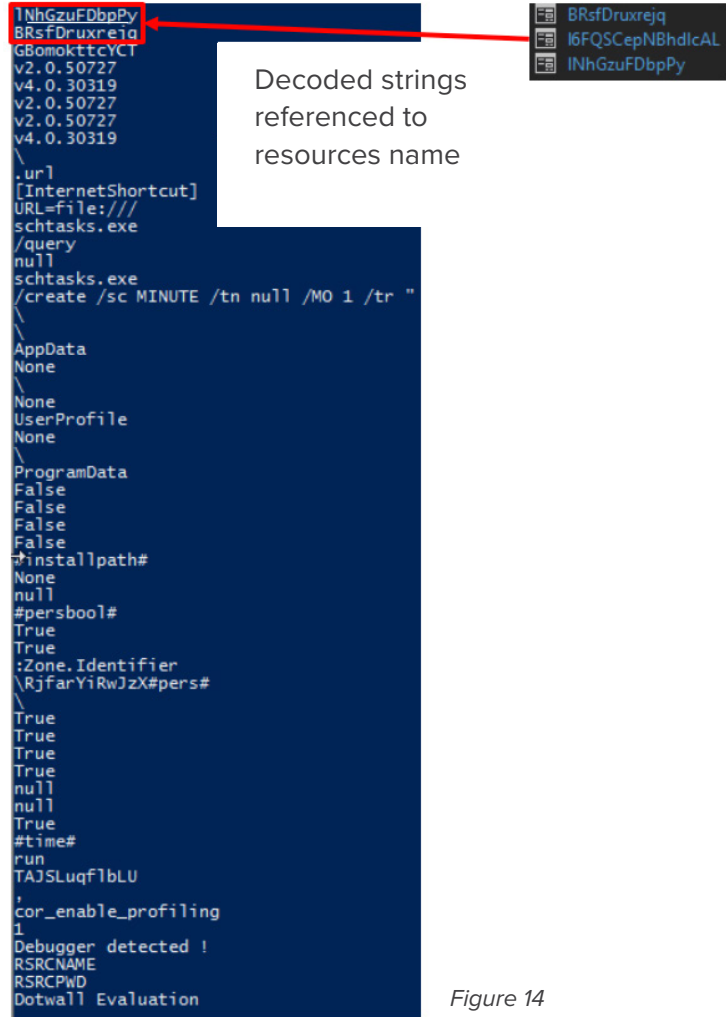 lNhGzuFDbpPy
BRsfDruxrejq
GBomokttcYCT
v2.0.50727
v4.0.30319
v2.0.50727
v2.0.50727
v4.0.30319
\
.url
[InternetShortcut]
URL=file:///
schtasks.exe
/query
null
schtasks.exe
/create /sc MINUTE /tn null /MO 1 /tr "
\
\
AppData
None
\
None
UserProfile
None
\
ProgramData
False
False
False
False
#installpath#
None
null
#persbool#
True
True
:Zone.Identifier
\RjfarYiRwJzX#pers#
\
True
True
True
True
null
null
True
#time#
run
TAJSLuqflbLU
,
cor_enable_profiling
1
Debugger detected !
RSRCNAME
RSRCPWD
Dotwall Evaluation
Decoded strings
referenced to
resources name
BRsfDruxrejq
I6FQSCepNBhdIcAL
lNhGzuFDbpPy
Figure 14